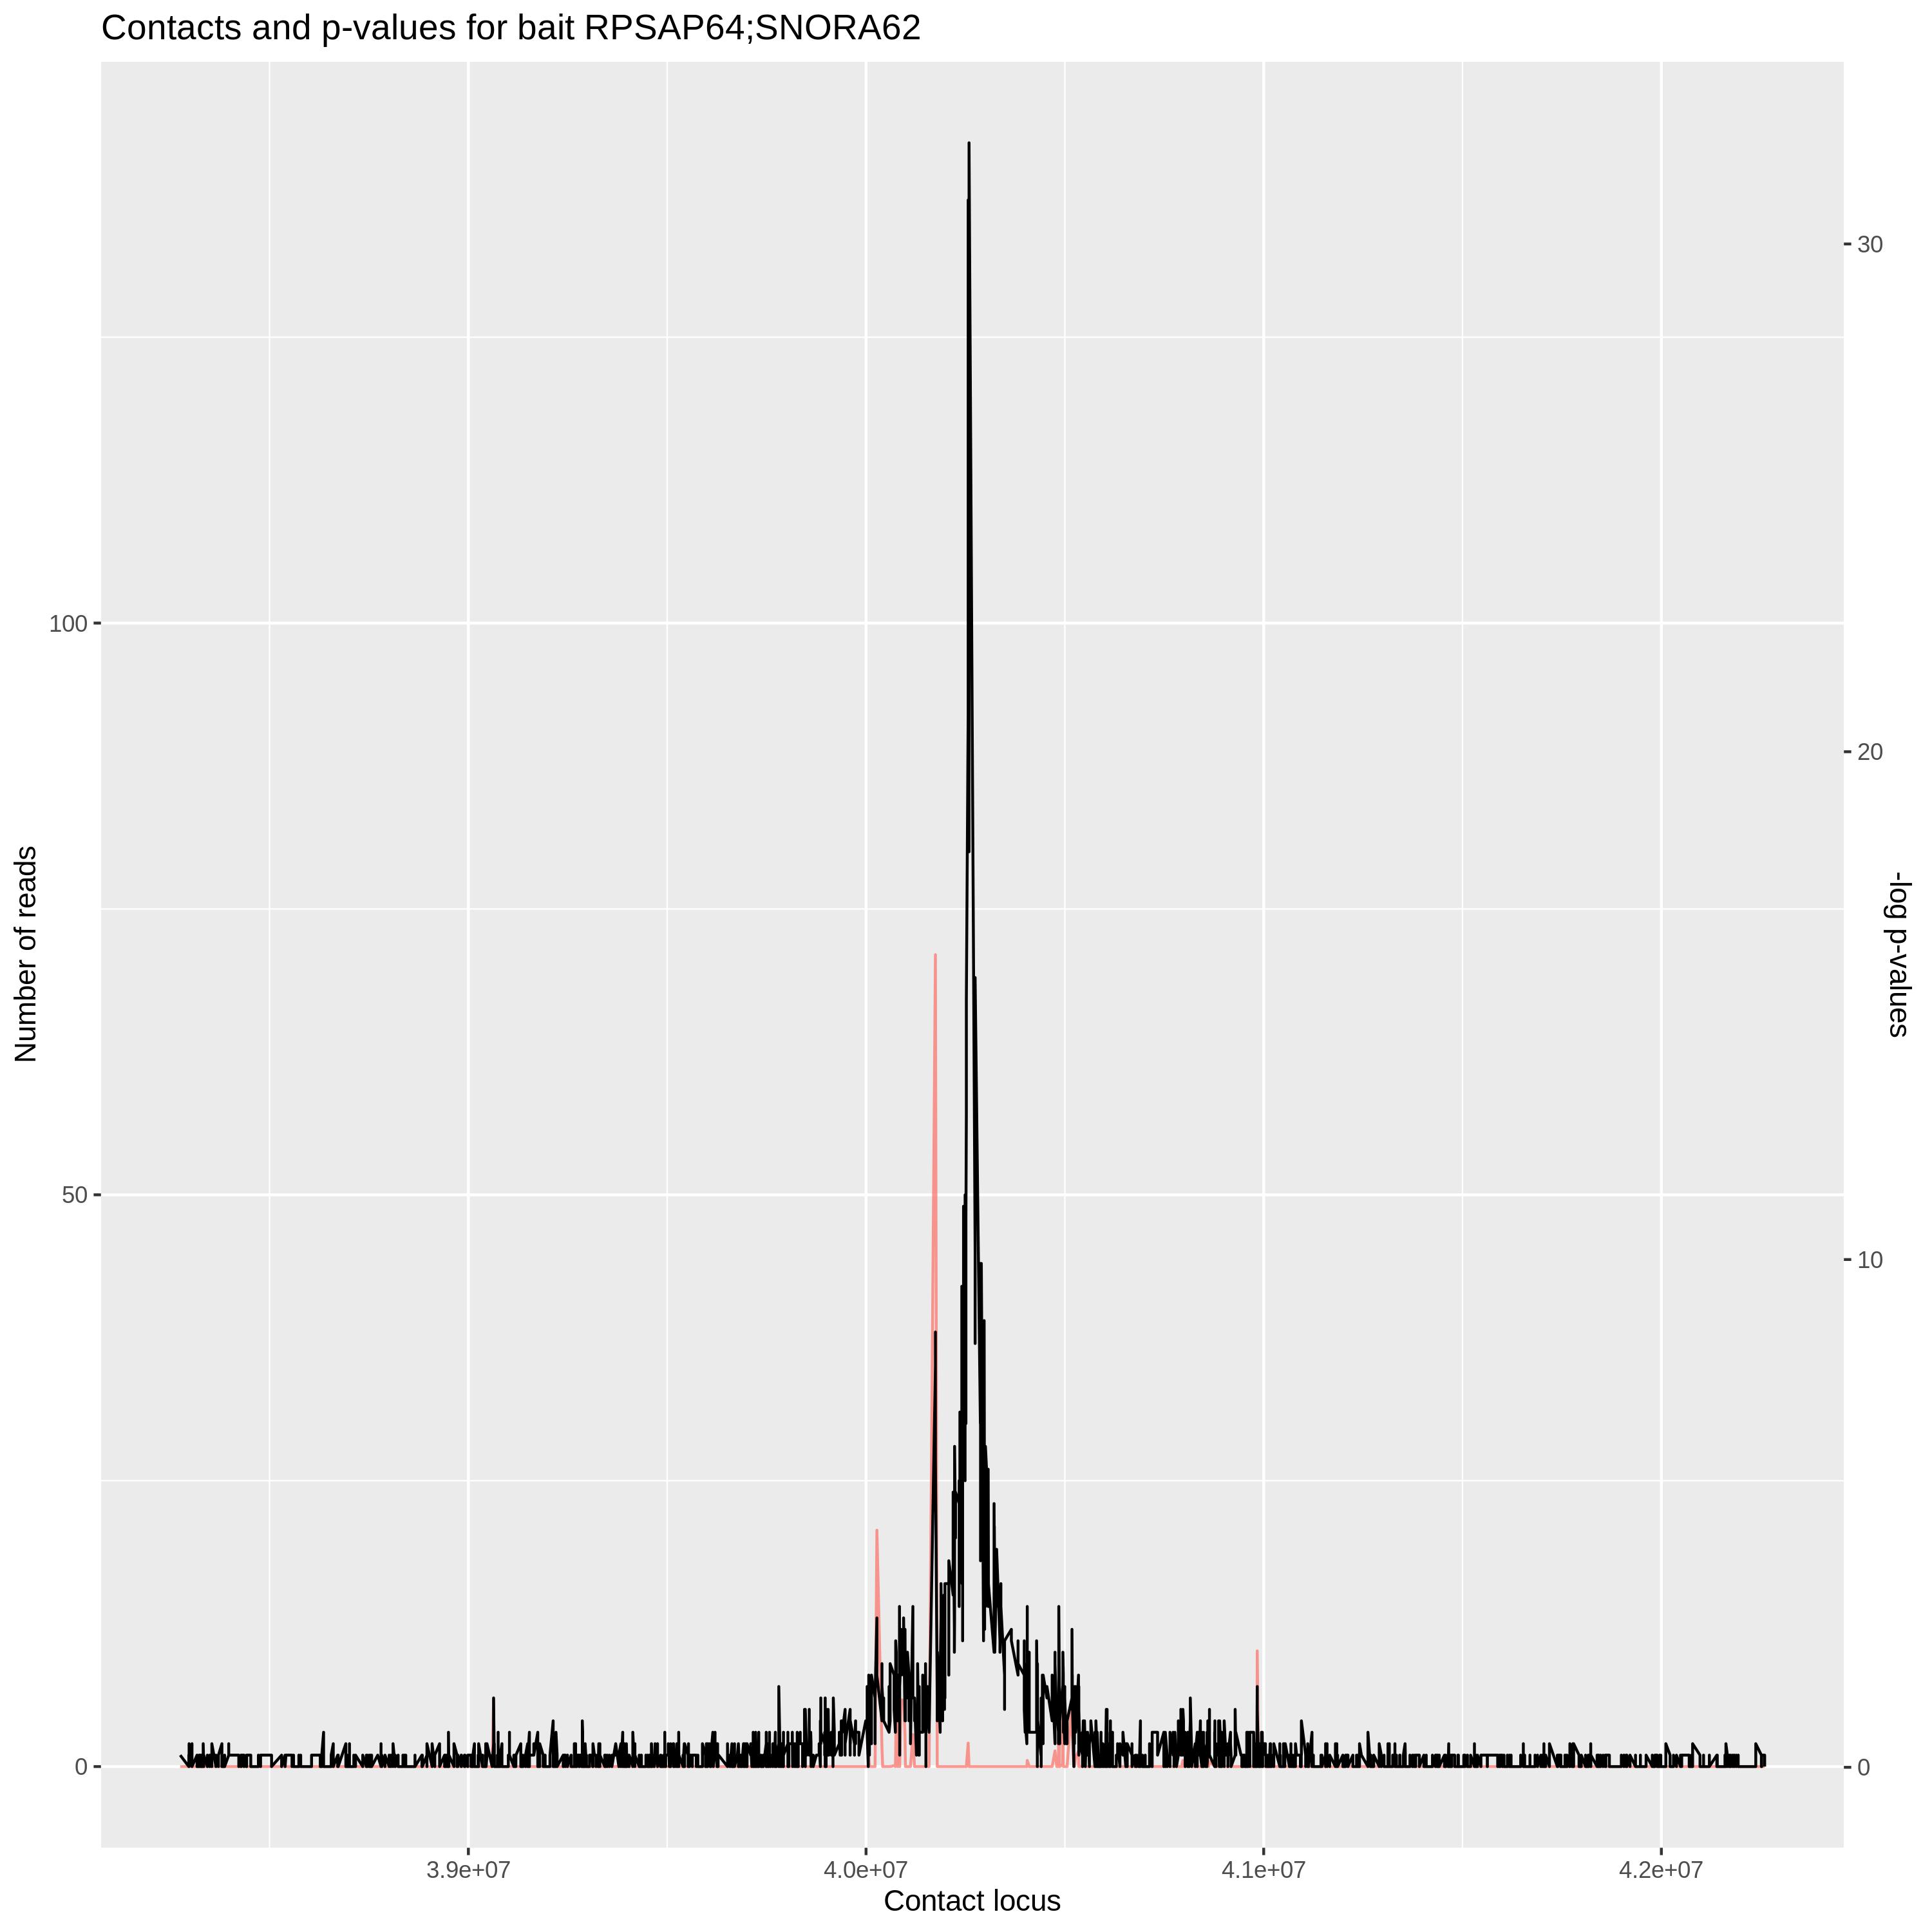 Contacts and p-values for bait RPSAP64;SNORA62
Number of reads
100
50
0
30
20
10
0
-log p-values
3.9e+07
4.0e+07
4.1e+07
4.2e+07
Contact locus